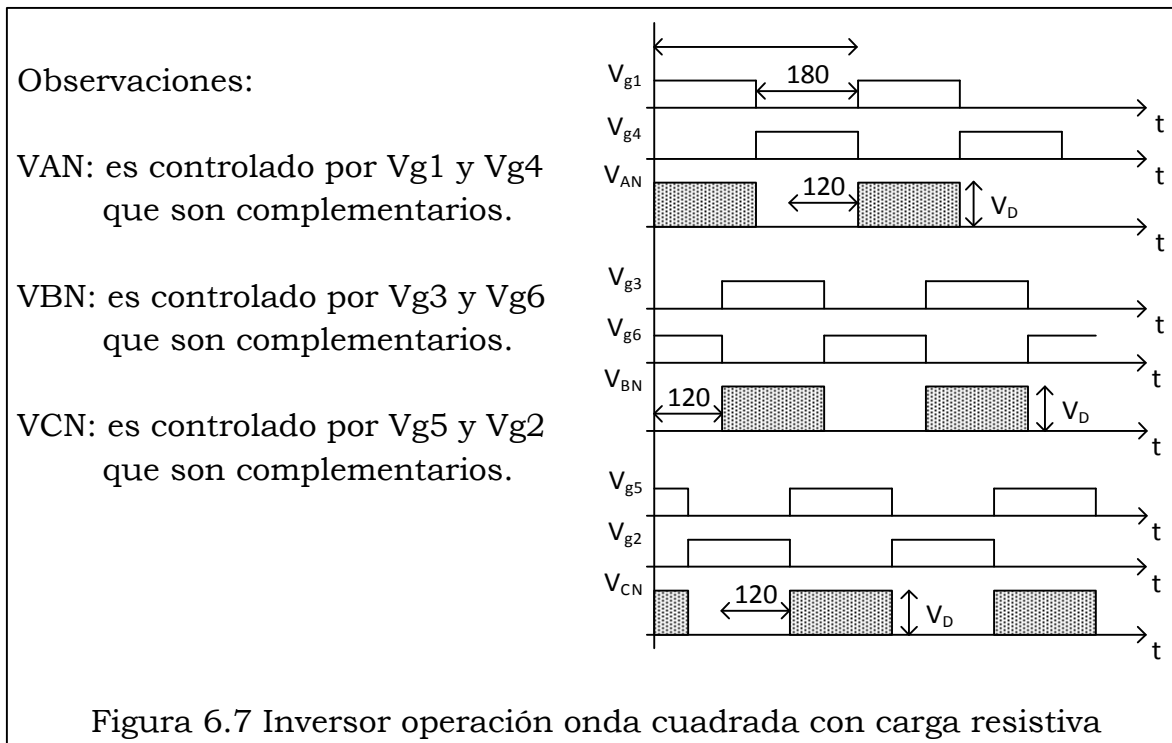 Observaciones:
VAN: es controlado por Vg1 y Vg4
que son complementarios.
VBN: es controlado por Vg3 y Vg6
que son complementarios.
VCN: es controlado por Vg5 y Vg2
que son complementarios.
Vg1
180
t
Vg4
t
VAN
120
VD
t
Vg3
t
Vg6
t
VBN
120
VD
t
Vg5
t
Vg2
t
VCN
120
VD
t
Figura 6.7 Inversor operación onda cuadrada con carga resistiva